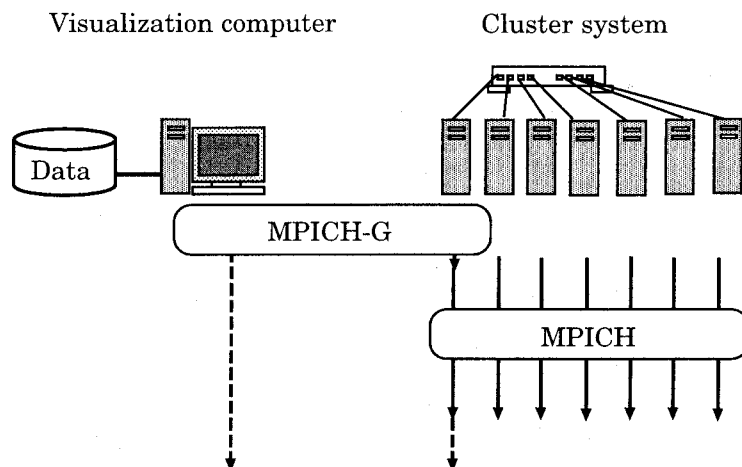 Visualization computer
Cluster system
Data
MPICH-G
MPICH